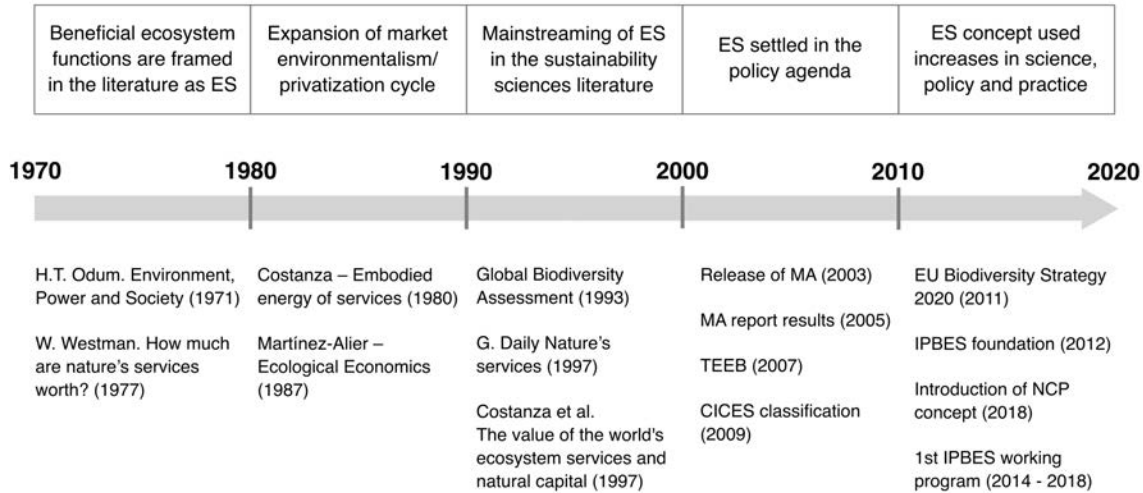 Beneficial ecosystem
functions are framed
in the literature as ES
Expansion of market
environmentalism/
privatization cycle
Mainstreaming of ES
in the sustainability
sciences literature
ES settled in the
policy agenda
ES concept used
increases in science,
policy and practice
1970
1980
1990
2000
2010
2020
H.T. Odum. Environment,
Power and Society (1971)
W. Westman. How much
are nature's services
worth? (1977)
Costanza – Embodied
energy of services (1980)
Martínez-Alier –
Ecological Economics
(1987)
Global Biodiversity
Assessment (1993)
G. Daily Nature's
services (1997)
Costanza et al.
The value of the world's
ecosystem services and
natural capital (1997)
Release of MA (2003)
MA report results (2005)
TEEB (2007)
CICES classification
(2009)
EU Biodiversity Strategy
2020 (2011)
IPBES foundation (2012)
Introduction of NCP
concept (2018)
1st IPBES working
program (2014 - 2018)